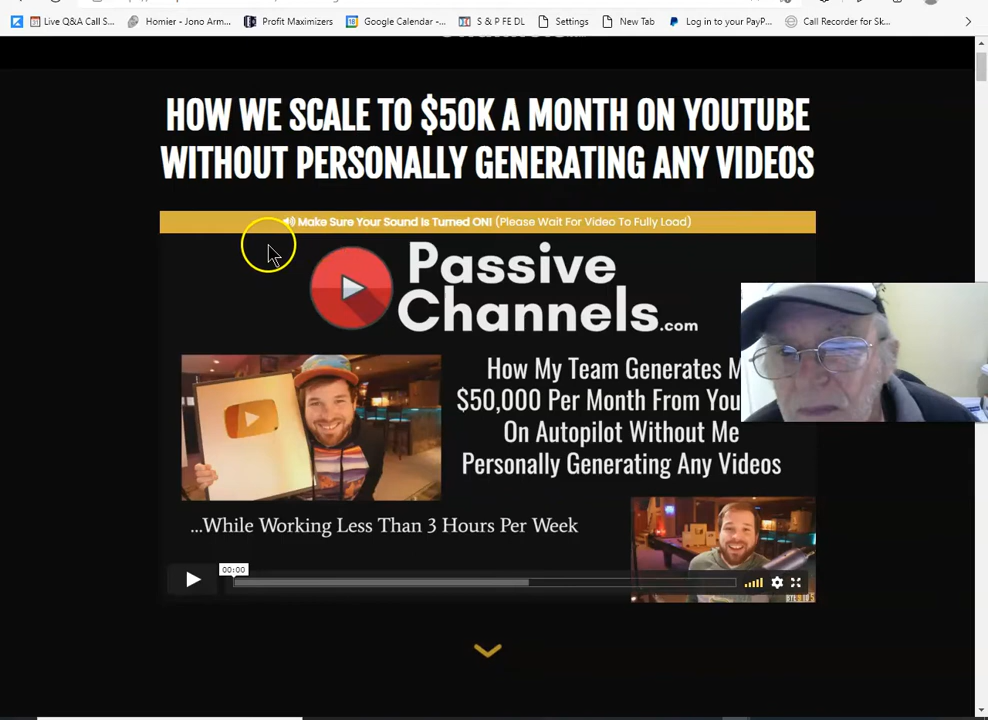 Live Q&A Call S...
Homier - Jono Arm...
Profit Maximizers
Google Calendar -...
S & P FE DL
Settings
New Tab
Log in to your PayP...
Call Recorder for Sk...
HOW WE SCALE TO $50K A MONTH ON YOUTUBE
WITHOUT PERSONALLY GENERATING ANY VIDEOS
Make Sure Your Sound Is Turned ON! (Please Wait For Video To Fully Load)
Passive
Channels.com
How My Team Generates M
$50,000 Per Month From You
On Autopilot Without Me
Personally Generating Any Videos
...While Working Less Than 3 Hours Per Week
00:00